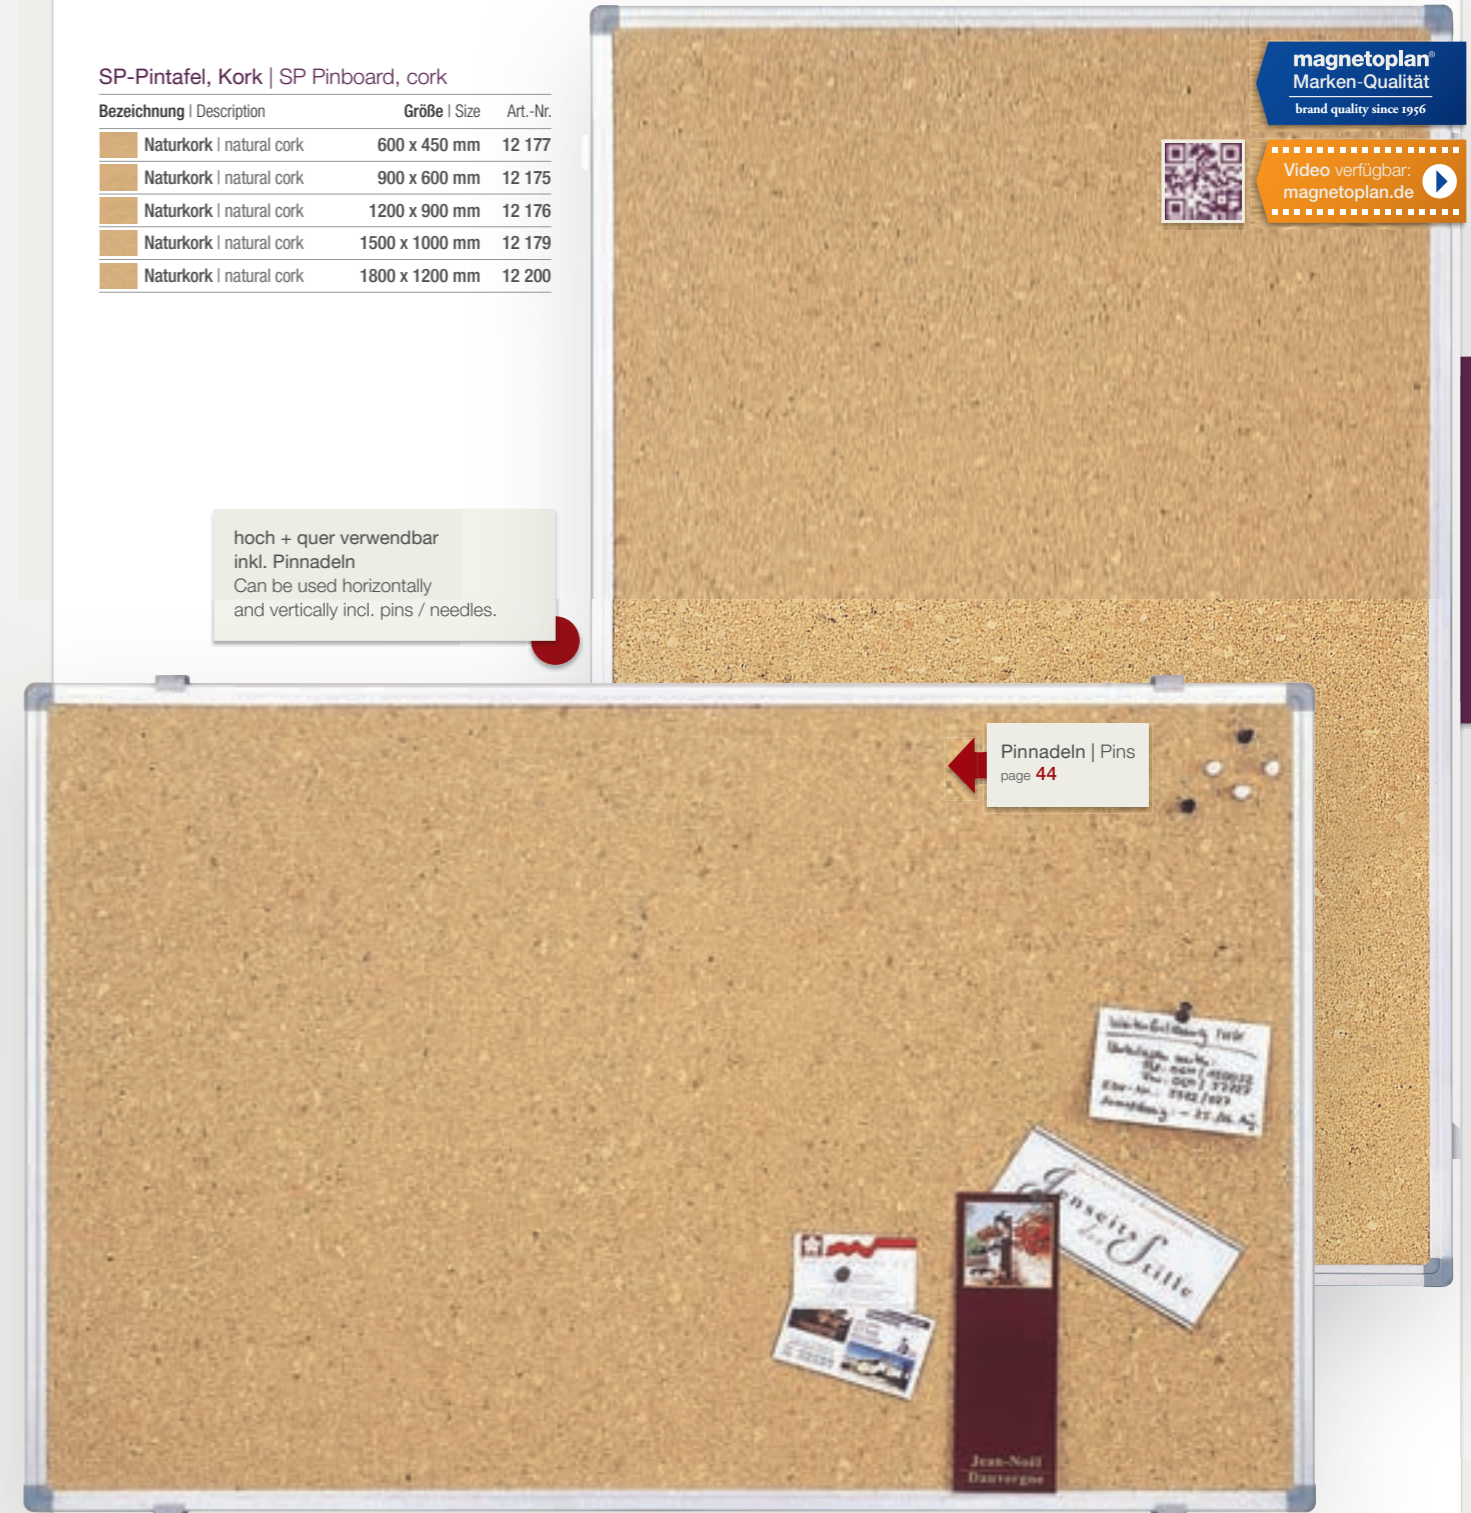 SP-Pintafel, Kork | SP Pinboard, cork
Bezeichnung | Description Größe | Size Art.-Nr.
Naturkork | natural cork 600 x 450 mm 12 177
Naturkork | natural cork 900 x 600 mm 12 175
Naturkork | natural cork 1200 x 900 mm 12 176
Naturkork | natural cork 1500 x 1000 mm 12 179
Naturkork | natural cork 1800 x 1200 mm 12 200
magnetoplan®
Marken-Qualität
brand quality since 1956
Video verfügbar:
magnetoplan.de
hoch + quer verwendbar
inkl. Pinnadeln
Can be used horizontally
and vertically incl. pins / needles.
Pinnadeln | Pins
page 44
Jenseits
der Stille
Jean-Noël
Dauvergne